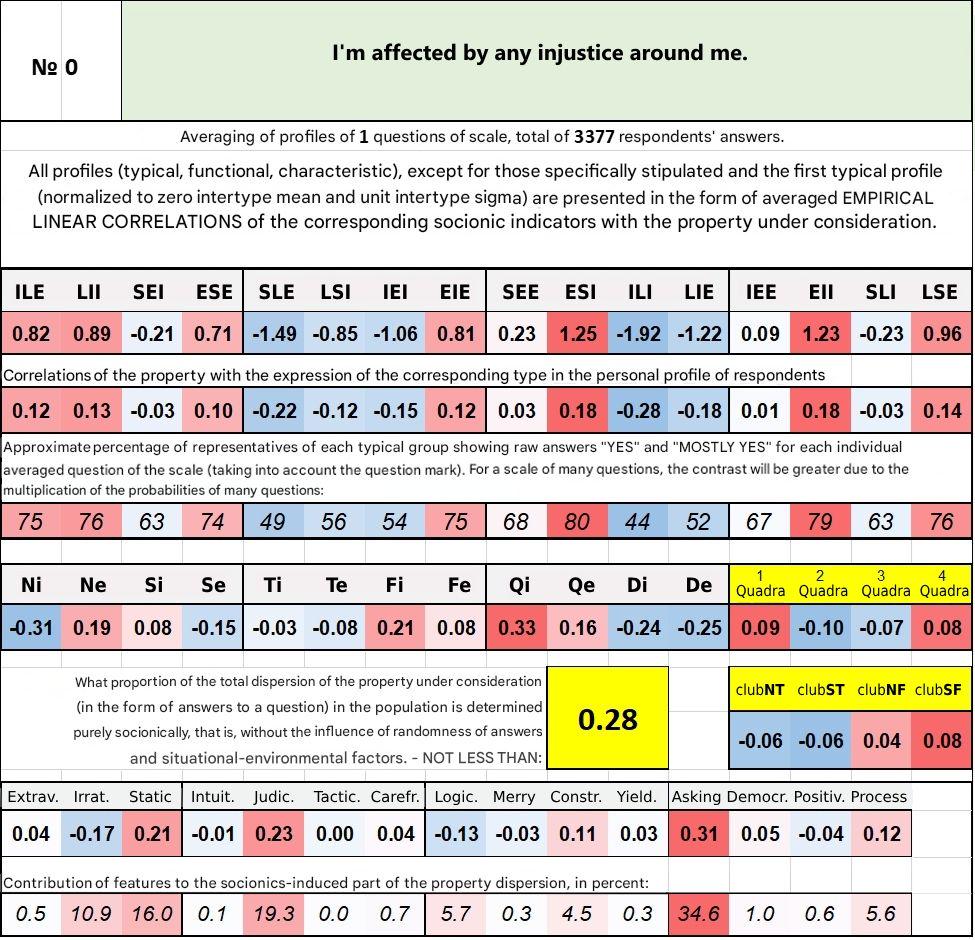 № 0
I'm affected by any injustice around me.
Averaging of profiles of 1 questions of scale, total of 3377 respondents' answers.
All profiles (typical, functional, characteristic), except for those specifically stipulated and the first typical profile
(normalized to zero intertype mean and unit intertype sigma) are presented in the form of averaged EMPIRICAL
LINEAR CORRELATIONS of the corresponding socionic indicators with the property under consideration.
ILE LII SEI ESE SLE LSI IEI EIE SEE ESI ILI LIE IEE EII SLI LSE
0.82 0.89 -0.21 0.71 -1.49 -0.85 -1.06 0.81 0.23 1.25 -1.92 -1.22 0.09 1.23 -0.23 0.96
Correlations of the property with the expression of the corresponding type in the personal profile of respondents
0.12 0.13 -0.03 0.10 -0.22 -0.12 -0.15 0.12 0.03 0.18 -0.28 -0.18 0.01 0.18 -0.03 0.14
Approximate percentage of representatives of each typical group showing raw answers "YES" and "MOSTLY YES" for each individual
averaged question of the scale (taking into account the question mark). For a scale of many questions, the contrast will be greater due to the
multiplication of the probabilities of many questions:
75 76 63 74 49 56 54 75 68 80 44 52 67 79 63 76
Ni Ne Si Se Ti Te Fi Fe Qi Qe Di De 1 Quadra 2 Quadra 3 Quadra 4 Quadra
-0.31 0.19 0.08 -0.15 -0.03 -0.08 0.21 0.08 0.33 0.16 -0.24 -0.25 0.09 -0.10 -0.07 0.08
What proportion of the total dispersion of the property under consideration
(in the form of answers to a question) in the population is determined
purely socionically, that is, without the influence of randomness of answers
and situational-environmental factors. - NOT LESS THAN:
0.28
clubNT clubST clubNF clubSF
-0.06 -0.06 0.04 0.08
Extrav. Irrat. Static Intuit. Judic. Tactic. Carefr. Logic. Merry Constr. Yield. Asking Democr. Positiv. Process
0.04 -0.17 0.21 -0.01 0.23 0.00 0.04 -0.13 -0.03 0.11 0.03 0.31 0.05 -0.04 0.12
Contribution of features to the socionics-induced part of the property dispersion, in percent:
0.5 10.9 16.0 0.1 19.3 0.0 0.7 5.7 0.3 4.5 0.3 34.6 1.0 0.6 5.6